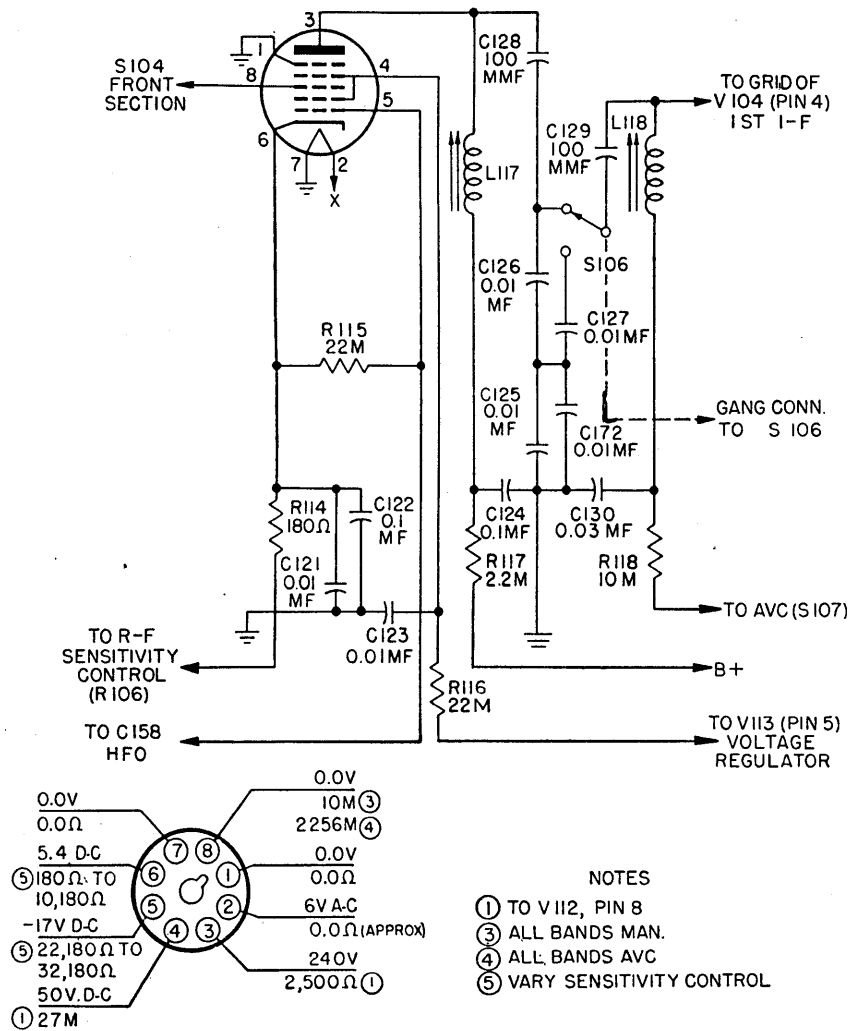 3
1
8
4
5
6
7
2
X
S104
FRONT
SECTION
C128
100
MMF
TO GRID OF
V104 (PIN 4)
1ST I-F
C129
100
MMF
L118
L117
S106
C126
0.01
MF
C127
0.01MF
R115
22M
C125
0.01
MF
C172
0.01MF
GANG CONN.
TO S106
R114
180Ω
C122
0.1
MF
C121
0.01
MF
C124
0.1MF
C130
0.03 MF
R117
2.2M
R118
10M
TO AVC (S107)
C123
0.01MF
TO R-F
SENSITIVITY
CONTROL
(R106)
B+
R116
22M
TO C158
HFO
TO V113 (PIN 5)
VOLTAGE
REGULATOR
0.0V
0.0Ω
5.4 D-C
⑤180Ω TO
10,180Ω
-17V D-C
⑤22,180Ω TO
32,180Ω
50V. D-C
①27M
0.0V
10M③
2256M④
0.0V
0.0Ω
6V A-C
0.0Ω (APPROX)
240V
2,500Ω①
⑦ ⑧
⑥ ①
⑤ ②
④ ③
NOTES
① TO V112, PIN 8
③ ALL BANDS MAN.
④ ALL BANDS AVC
⑤ VARY SENSITIVITY CONTROL